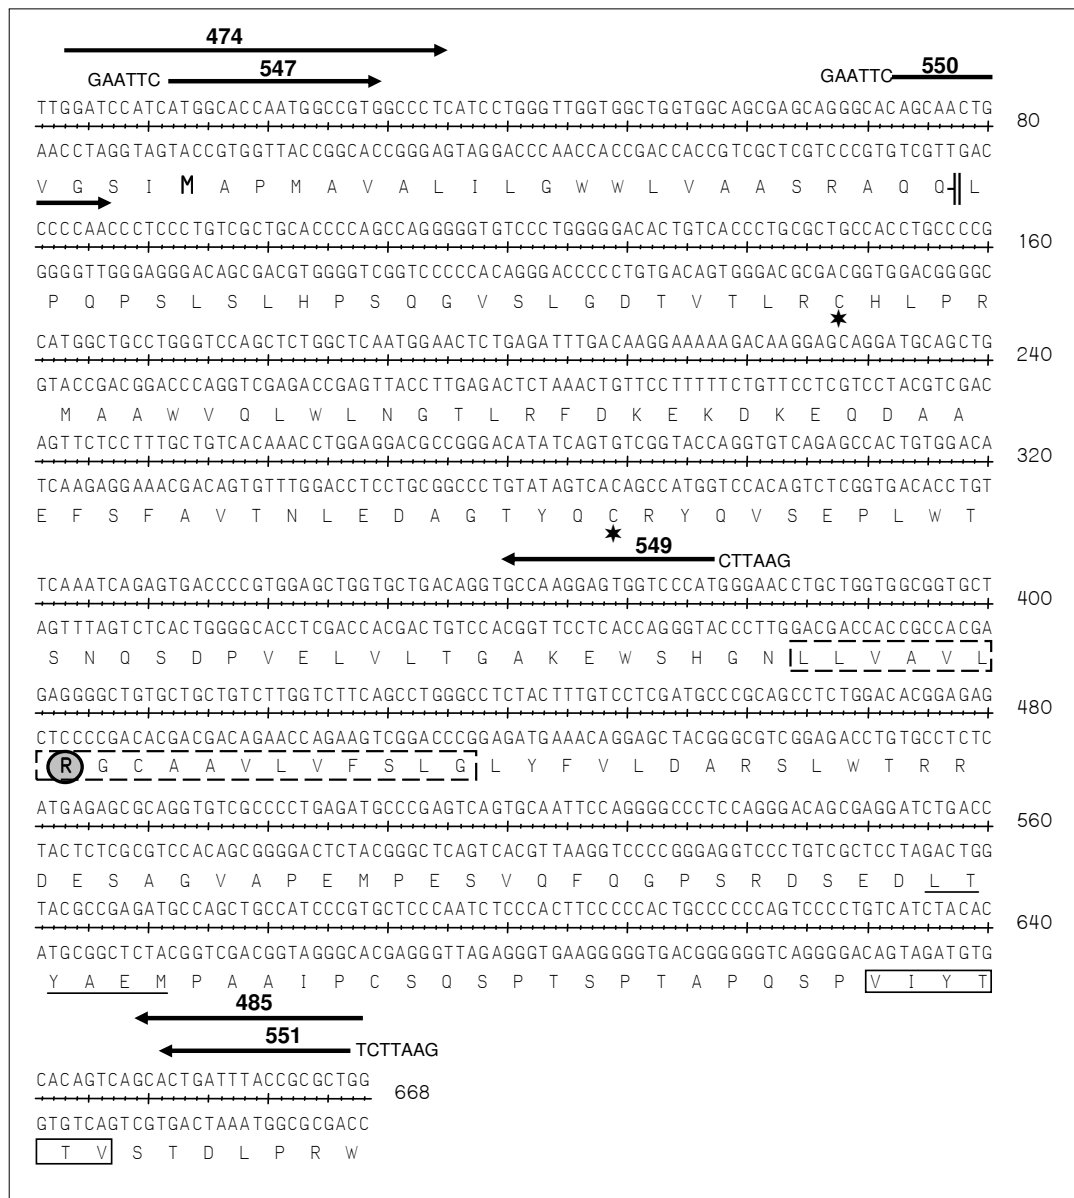 474
GAATTC 547 GAATTC 550
TTGGATCCATCATGGCACCAATGGCCGTGGCCCTCATCCTGGGTTGGTGGCTGGTGGCAGCGAGCAGGGCACAGCAACTG 80
AACCTAGGTAGTACCGTGGTTACCGGCACCGGGAGTAGGACCCAACCACCGACCACCGTCGCTCGTCCCGTGTCGTTGAC
V G S I M A P M A V A L I L G W W L V A A S R A Q Q L
CCCCAACCCTCCCTGTCGCTGCACCCCAGCCAGGGGGTGTCCCTGGGGGACACTGTCACCCTGCGCTGCCACCTGCCCCG 160
GGGGTTGGGAGGGACAGCGACGTGGGGTCGGTCCCCCACAGGGACCCCCTGTGACAGTGGGACGCGACGGTGGACGGGGC
P Q P S L S L H P S Q G V S L G D T V T L R C H L P R
CATGGCTGCCTGGGTCCAGCTCTGGCTCAATGGAACTCTGAGATTTGACAAGGAAAAAGACAAGGAGCAGGATGCAGCTG 240
GTACCGACGGACCCAGGTCGAGACCGAGTTACCTTGAGACTCTAAACTGTTCCTTTTTCTGTTCCTCGTCCTACGTCGAC
M A A W V Q L W L N G T L R F D K E K D K E Q D A A
AGTTCTCCTTTGCTGTCACAAACCTGGAGGACGCCGGGACATATCAGTGTCGGTACCAGGTGTCAGAGCCACTGTGGACA 320
TCAAGAGGAAACGACAGTGTTTGGACCTCCTGCGGCCCTGTATAGTCACAGCCATGGTCCACAGTCTCGGTGACACCTGT
E F S F A V T N L E D A G T Y Q C R Y Q V S E P L W T
549 CTTAAG
TCAAATCAGAGTGACCCCGTGGAGCTGGTGCTGACAGGTGCCAAGGAGTGGTCCCATGGGAACCTGCTGGTGGCGGTGCT 400
AGTTTAGTCTCACTGGGGCACCTCGACCACGACTGTCCACGGTTCCTCACCAGGGTACCCTTGGACGACCACCGCCACGA
S N Q S D P V E L V L T G A K E W S H G N L L V A V L
GAGGGGCTGTGCTGCTGTCTTGGTCTTCAGCCTGGGCCTCTACTTTGTCCTCGATGCCCGCAGCCTCTGGACACGGAGAG 480
CTCCCCGACACGACGACAGAACCAGAAGTCGGACCCGGAGATGAAACAGGAGCTACGGGCGTCGGAGACCTGTGCCTCTC
R G C A A V L V F S L G L Y F V L D A R S L W T R R
ATGAGAGCGCAGGTGTCGCCCCTGAGATGCCCGAGTCAGTGCAATTCCAGGGGCCCTCCAGGGACAGCGAGGATCTGACC 560
TACTCTCGCGTCCACAGCGGGGACTCTACGGGCTCAGTCACGTTAAGGTCCCCGGGAGGTCCCTGTCGCTCCTAGACTGG
D E S A G V A P E M P E S V Q F Q G P S R D S E D L T
TACGCCGAGATGCCAGCTGCCATCCCGTGCTCCCAATCTCCCACTTCCCCCACTGCCCCCCAGTCCCCTGTCATCTACAC 640
ATGCGGCTCTACGGTCGACGGTAGGGCACGAGGGTTAGAGGGTGAAGGGGGTGACGGGGGGTCAGGGGACAGTAGATGTG
Y A E M P A A I P C S Q S P T S P T A P Q S P V I Y T
485
551 TCTTAAG
CACAGTCAGCACTGATTTACCGCGCTGG 668
GTGTCAGTCGTGACTAAATGGCGCGACC
T V S T D L P R W